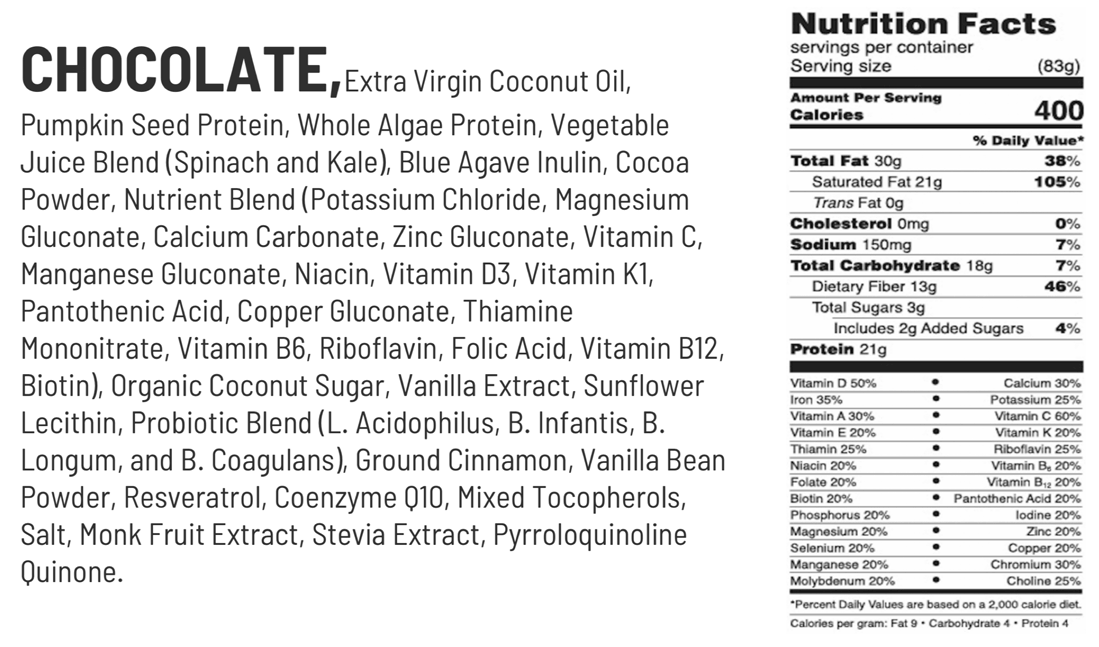 CHOCOLATE, Extra Virgin Coconut Oil,
Pumpkin Seed Protein, Whole Algae Protein, Vegetable
Juice Blend (Spinach and Kale), Blue Agave Inulin, Cocoa
Powder, Nutrient Blend (Potassium Chloride, Magnesium
Gluconate, Calcium Carbonate, Zinc Gluconate, Vitamin C,
Manganese Gluconate, Niacin, Vitamin D3, Vitamin K1,
Pantothenic Acid, Copper Gluconate, Thiamine
Mononitrate, Vitamin B6, Riboflavin, Folic Acid, Vitamin B12,
Biotin), Organic Coconut Sugar, Vanilla Extract, Sunflower
Lecithin, Probiotic Blend (L. Acidophilus, B. Infantis, B.
Longum, and B. Coagulans), Ground Cinnamon, Vanilla Bean
Powder, Resveratrol, Coenzyme Q10, Mixed Tocopherols,
Salt, Monk Fruit Extract, Stevia Extract, Pyrroloquinoline
Quinone.
Nutrition Facts
servings per container
Serving size (83g)
Amount Per Serving
Calories 400
% Daily Value*
Total Fat 30g 38%
Saturated Fat 21g 105%
Trans Fat 0g
Cholesterol 0mg 0%
Sodium 150mg 7%
Total Carbohydrate 18g 7%
Dietary Fiber 13g 46%
Total Sugars 3g
Includes 2g Added Sugars 4%
Protein 21g
Vitamin D 50% • Calcium 30%
Iron 35% • Potassium 25%
Vitamin A 30% • Vitamin C 60%
Vitamin E 20% • Vitamin K 20%
Thiamin 25% • Riboflavin 25%
Niacin 20% • Vitamin B₆ 20%
Folate 20% • Vitamin B₁₂ 20%
Biotin 20% • Pantothenic Acid 20%
Phosphorus 20% • Iodine 20%
Magnesium 20% • Zinc 20%
Selenium 20% • Copper 20%
Manganese 20% • Chromium 30%
Molybdenum 20% • Choline 25%
*Percent Daily Values are based on a 2,000 calorie diet.
Calories per gram: Fat 9 • Carbohydrate 4 • Protein 4